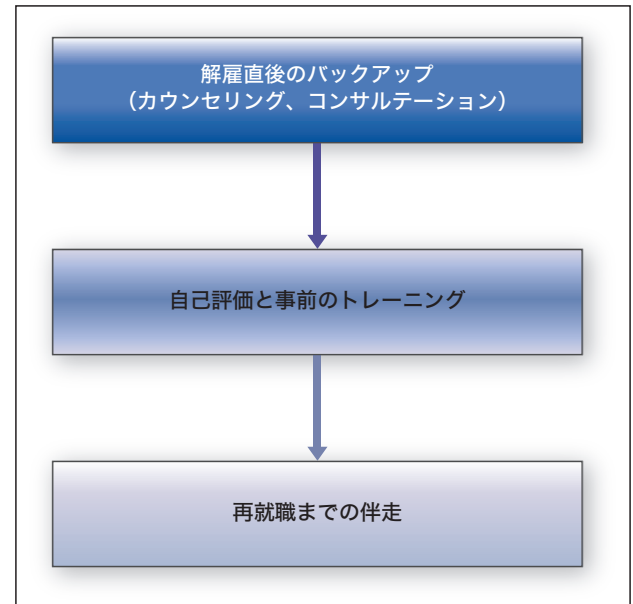 解雇直後のバックアップ
（カウンセリング、コンサルテーション）
自己評価と事前のトレーニング
再就職までの伴走